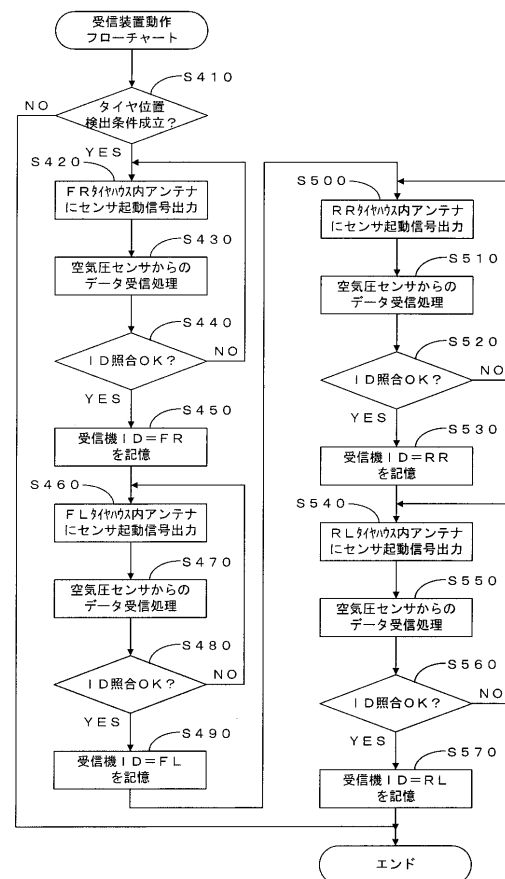 受信装置動作
フローチャート
S410
タイヤ位置
検出条件成立？
NO
YES
S420
FRタイヤハウス内アンテナ
にセンサ起動信号出力
S430
空気圧センサからの
データ受信処理
S440
ID照合OK？
NO
YES
S450
受信機ID＝FR
を記憶
S460
FLタイヤハウス内アンテナ
にセンサ起動信号出力
S470
空気圧センサからの
データ受信処理
S480
ID照合OK？
NO
YES
S490
受信機ID＝FL
を記憶
S500
RRタイヤハウス内アンテナ
にセンサ起動信号出力
S510
空気圧センサからの
データ受信処理
S520
ID照合OK？
NO
YES
S530
受信機ID＝RR
を記憶
S540
RLタイヤハウス内アンテナ
にセンサ起動信号出力
S550
空気圧センサからの
データ受信処理
S560
ID照合OK？
NO
YES
S570
受信機ID＝RL
を記憶
エンド